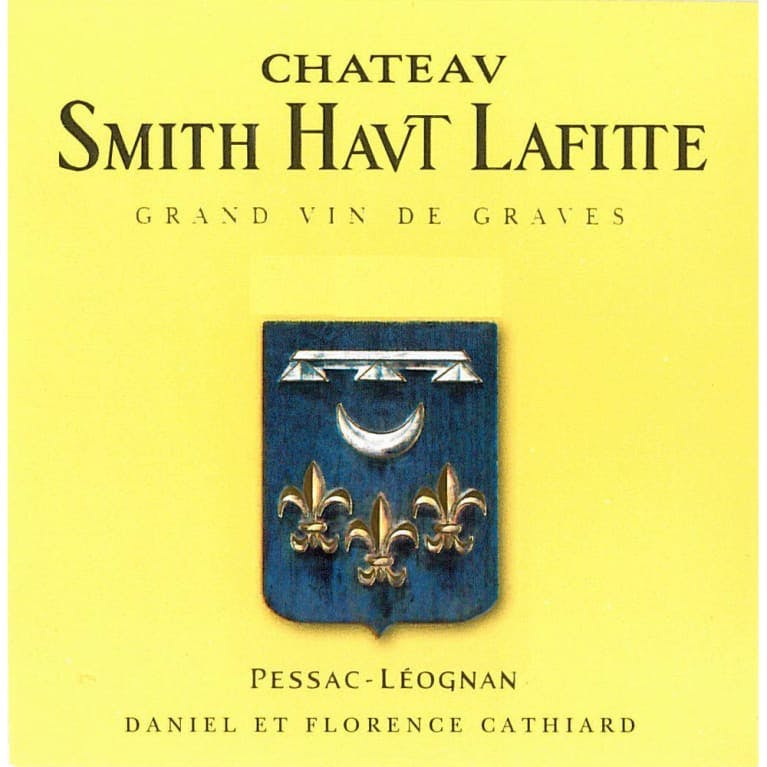 CHATEAV
SMITH HAVT LAFITTE
GRAND VIN DE GRAVES
PESSAC-LÉOGNAN
DANIEL ET FLORENCE CATHIARD